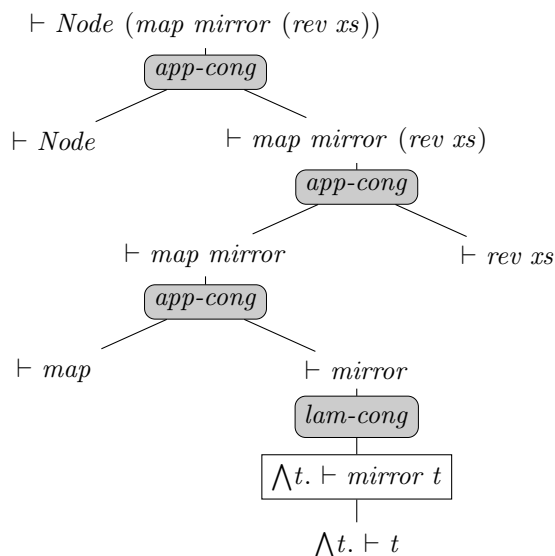 ⊢ Node (map mirror (rev xs))
app-cong
⊢ Node
⊢ map mirror (rev xs)
app-cong
⊢ map mirror
⊢ rev xs
app-cong
⊢ map
⊢ mirror
lam-cong
⋀t. ⊢ mirror t
⋀t. ⊢ t